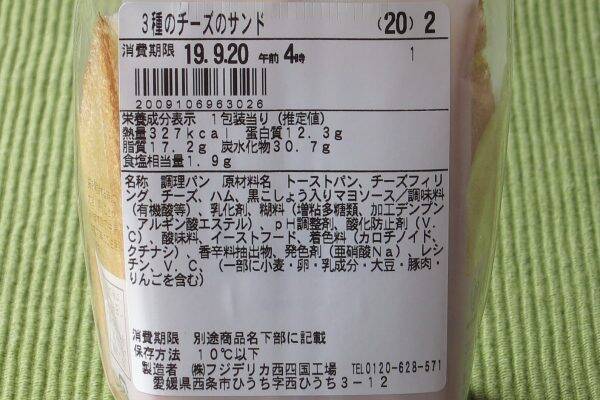 3種のチーズのサンド (20) 2
消費期限 19.9.20 午前 4時 1
2009106963026
栄養成分表示 1包装当り(推定値)
熱量327kcal 蛋白質12.3g
脂質17.2g 炭水化物30.7g
食塩相当量1.9g
名称 調理パン 原材料名 トーストパン、チーズフィリ
ング、チーズ、ハム、黒こしょう入りマヨソース/調味料
(有機酸等)、乳化剤、糊料(増粘多糖類、加工デンプン
、アルギン酸エステル)、pH調整剤、酸化防止剤(V.
C)、酸味料、イーストフード、着色料(カロチノイド、
クチナシ)、香辛料抽出物、発色剤(亜硝酸Na)、レシ
チン、V.C、(一部に小麦・卵・乳成分・大豆・豚肉・
りんごを含む)
消費期限 別途商品名下部に記載
保存方法 10℃以下
製造者 (株)フジデリカ西四国工場 TEL0120-628-571
愛媛県西条市ひうち字西ひうち3-12